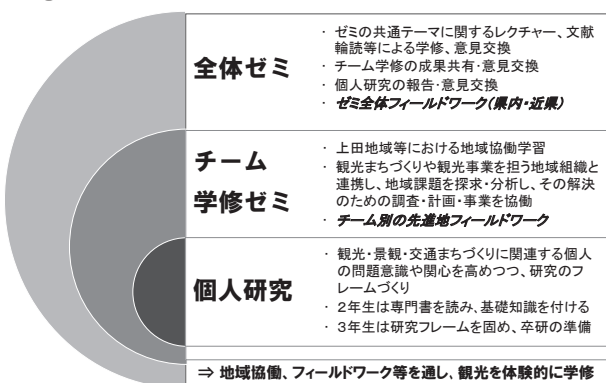 全体ゼミ
・ ゼミの共通テーマに関するレクチャー、文献
輪読等による学修、意見交換
・ チーム学修の成果共有・意見交換
・ 個人研究の報告・意見交換
・ ゼミ全体フィールドワーク(県内・近県)
チーム
学修ゼミ
・ 上田地域等における地域協働学習
・ 観光まちづくりや観光事業を担う地域組織と
連携し、地域課題を探求・分析し、その解決
のための調査・計画・事業を協働
・ チーム別の先進地フィールドワーク
個人研究
・ 観光・景観・交通まちづくりに関連する個人
の問題意識や関心を高めつつ、研究のフ
レームづくり
・ 2年生は専門書を読み、基礎知識を付ける
・ 3年生は研究フレームを固め、卒研の準備
⇒ 地域協働、フィールドワーク等を通し、観光を体験的に学修